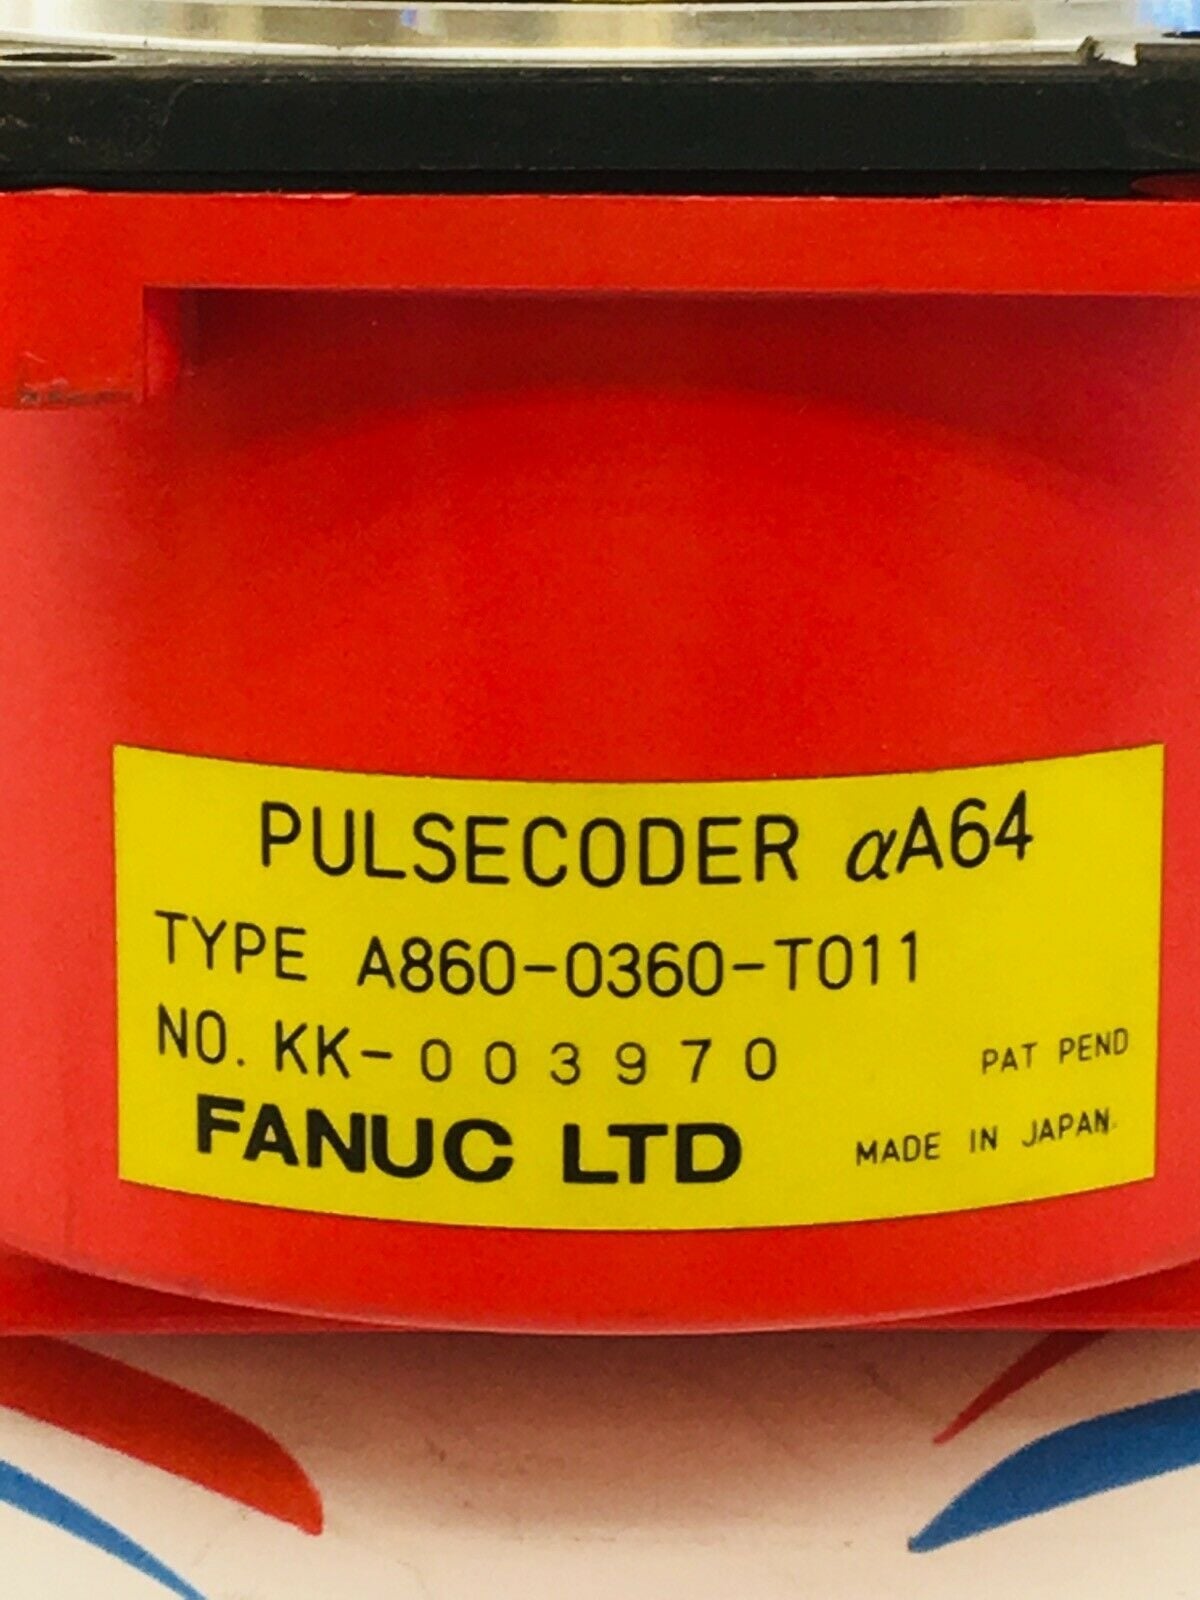 PULSECODER αA64
TYPE A860-0360-T011
NO. KK-003970 PAT PEND
FANUC LTD MADE IN JAPAN